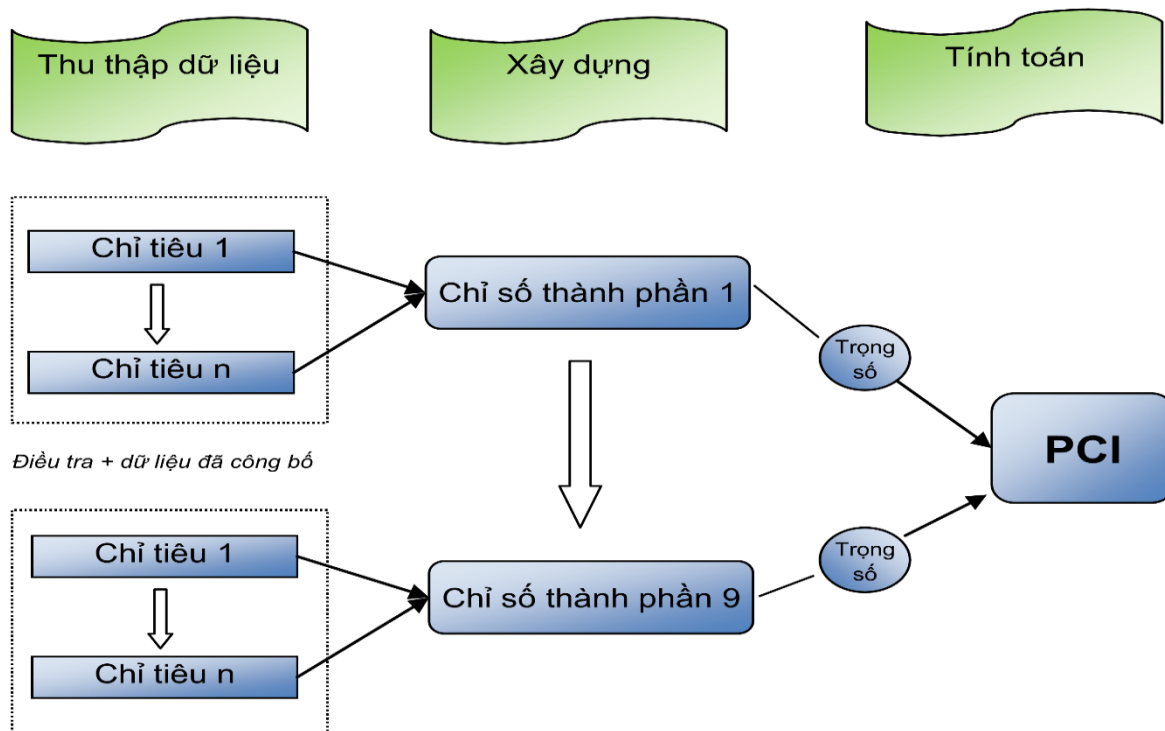 Thu thập dữ liệu
Xây dựng
Tính toán
Chỉ tiêu 1
Chỉ tiêu n
Chỉ số thành phần 1
Trọng
số
Điều tra + dữ liệu đã công bố
PCI
Chỉ tiêu 1
Chỉ tiêu n
Chỉ số thành phần 9
Trọng
số